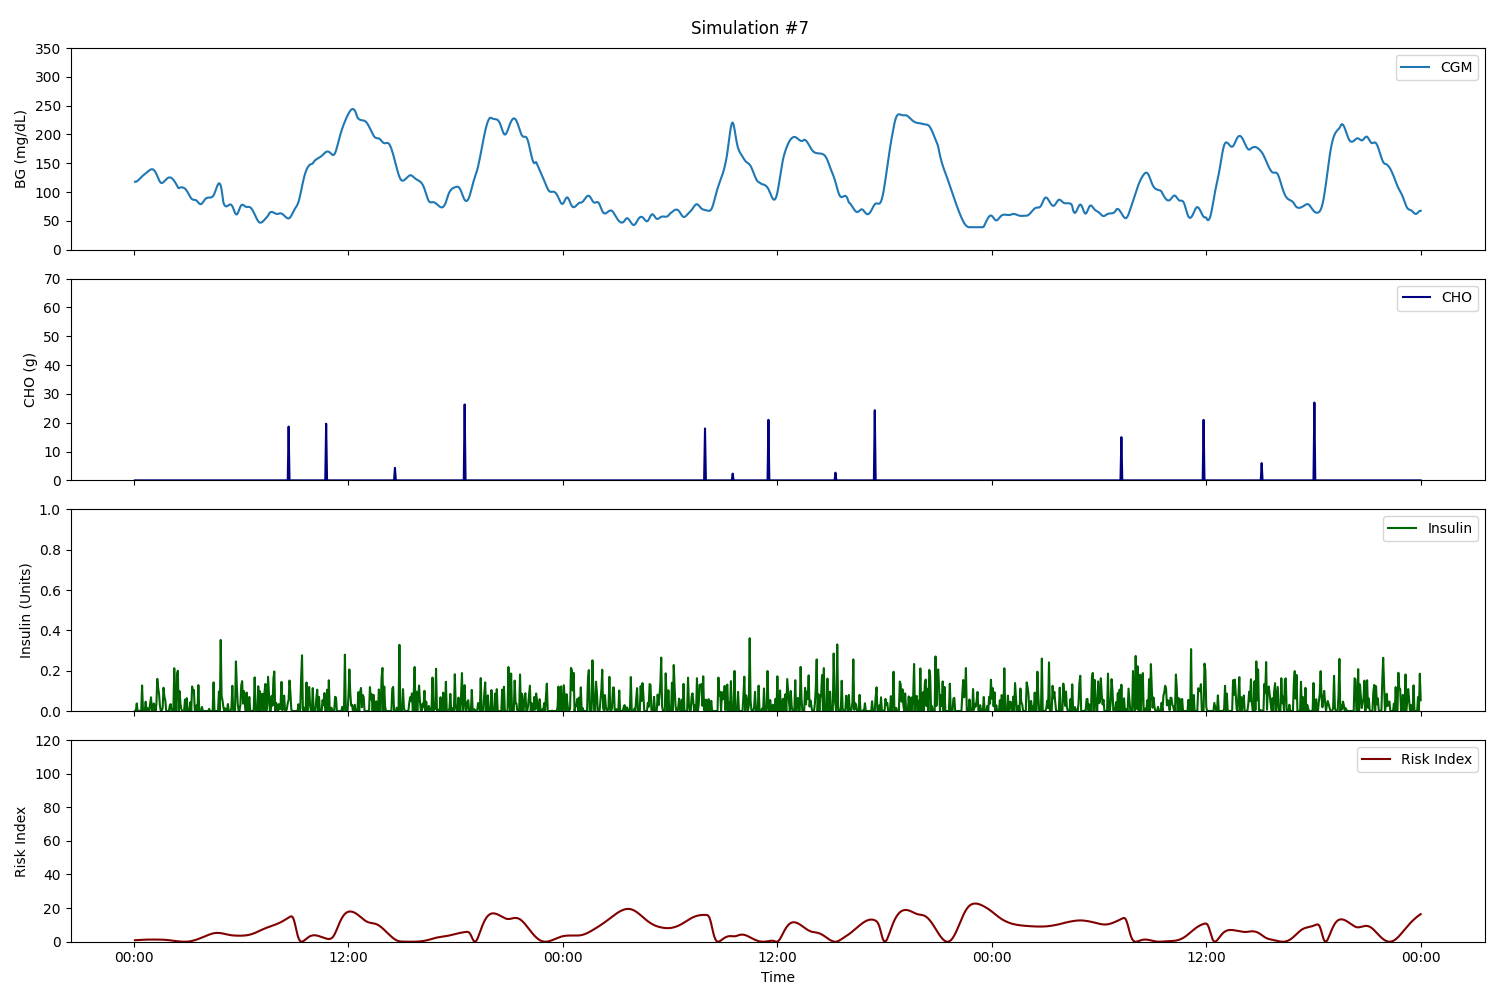 Simulation #7
350
300
250
200
150
100
50
0
BG (mg/dL)
CGM
70
60
50
40
30
20
10
0
CHO (g)
CHO
1.0
0.8
0.6
0.4
0.2
0.0
Insulin (Units)
Insulin
120
100
80
60
40
20
0
Risk Index
Risk Index
00:00 12:00 00:00 12:00 00:00 12:00 00:00
Time